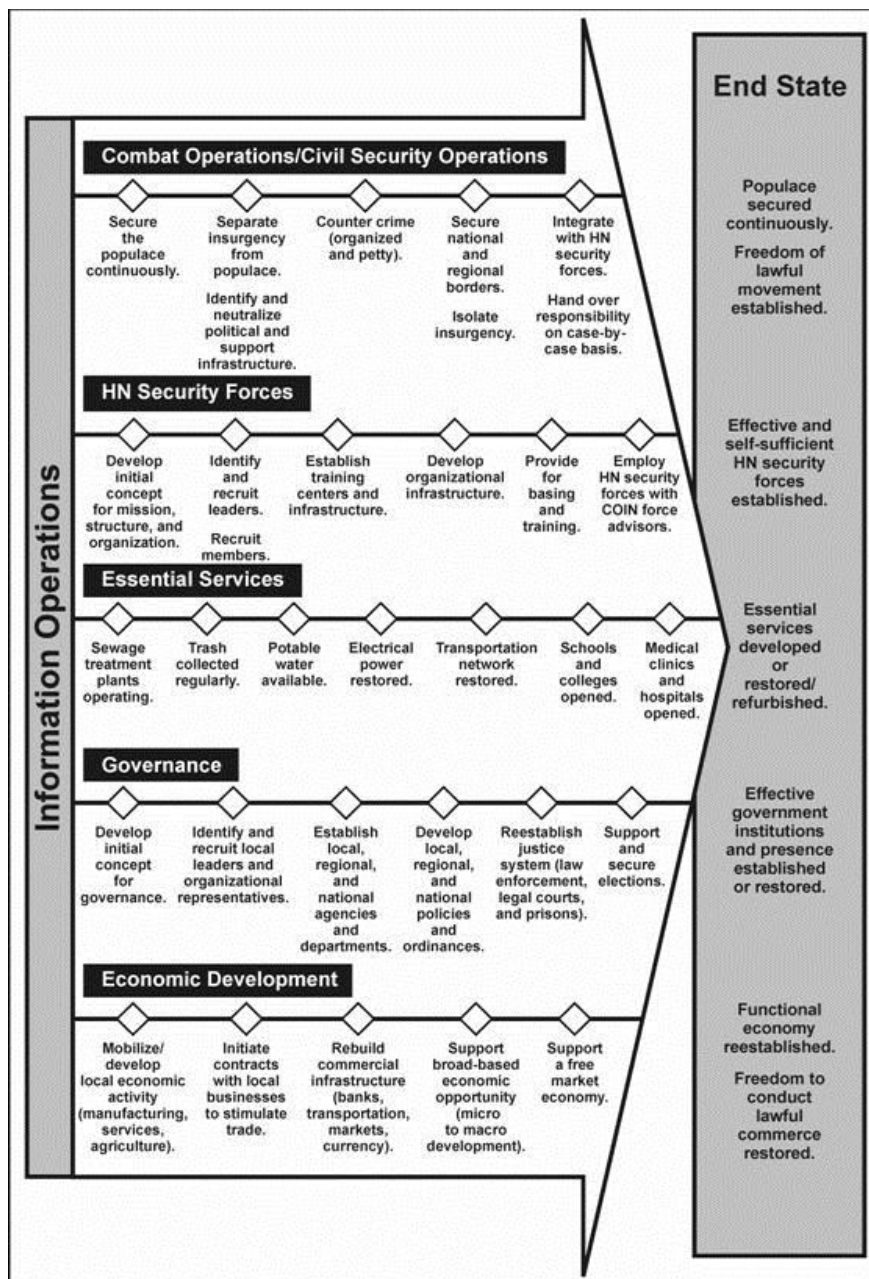 Information Operations
Combat Operations/Civil Security Operations
Secure
the
populace
continuously.
Separate
insurgency
from
populace.
Identify and
neutralize
political and
support
infrastructure.
Counter crime
(organized
and petty).
Secure
national
and
regional
borders.
Isolate
insurgency.
Integrate
with HN
security
forces.
Hand over
responsibility
on case-by-
case basis.
HN Security Forces
Develop
initial
concept
for mission,
structure, and
organization.
Identify
and
recruit
leaders.
Recruit
members.
Establish
training
centers and
infrastructure.
Develop
organizational
infrastructure.
Provide
for
basing
and
training.
Employ
HN security
forces with
COIN force
advisors.
Essential Services
Sewage
treatment
plants
operating.
Trash
collected
regularly.
Potable
water
available.
Electrical
power
restored.
Transportation
network
restored.
Schools
and
colleges
opened.
Medical
clinics
and
hospitals
opened.
Governance
Develop
initial
concept
for
governance.
Identify and
recruit local
leaders and
organizational
representatives.
Establish
local,
regional,
and
national
agencies
and
departments.
Develop
local,
regional,
and
national
policies
and
ordinances.
Reestablish
justice
system (law
enforcement,
legal courts,
and prisons).
Support
and
secure
elections.
Economic Development
Mobilize/
develop
local economic
activity
(manufacturing,
services,
agriculture).
Initiate
contracts
with local
businesses
to stimulate
trade.
Rebuild
commercial
infrastructure
(banks,
transportation,
markets,
currency).
Support
broad-based
economic
opportunity
(micro
to macro
development).
Support
a free
market
economy.
End State
Populace
secured
continuously.
Freedom of
lawful
movement
established.
Effective and
self-sufficient
HN security
forces
established.
Essential
services
developed
or
restored/
refurbished.
Effective
government
institutions
and presence
established
or restored.
Functional
economy
reestablished.
Freedom to
conduct
lawful
commerce
restored.